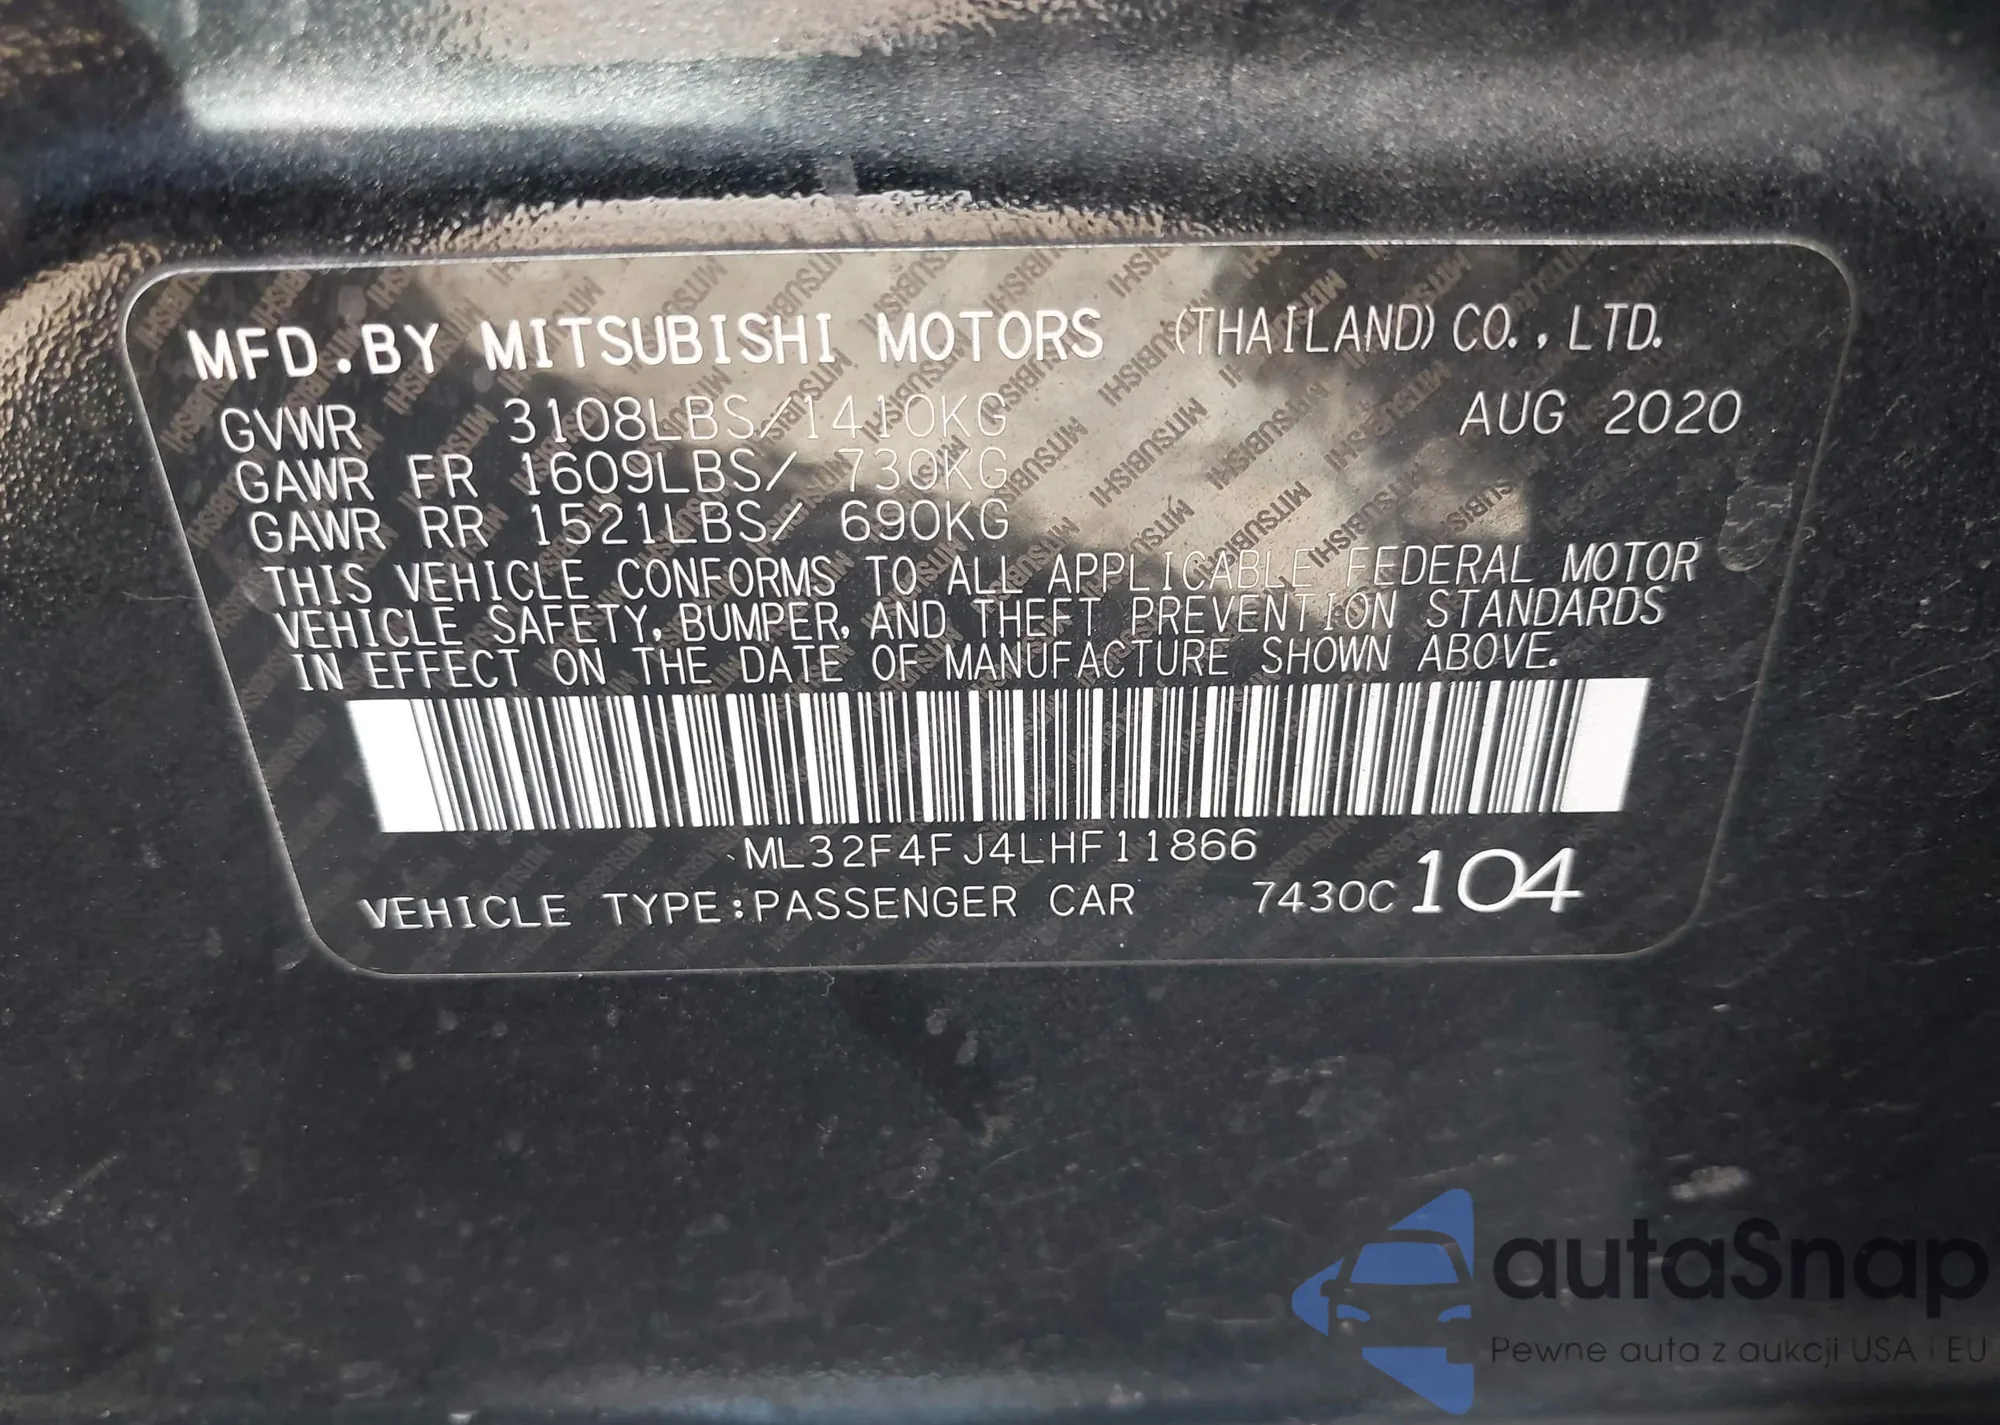 MFD.BY MITSUBISHI MOTORS (THAILAND) CO., LTD.
GVWR 3108LBS/1410KG AUG 2020
GAWR FR 1609LBS/ 730KG
GAWR RR 1521LBS/ 690KG
THIS VEHICLE CONFORMS TO ALL APPLICABLE FEDERAL MOTOR
VEHICLE SAFETY, BUMPER, AND THEFT PREVENTION STANDARDS
IN EFFECT ON THE DATE OF MANUFACTURE SHOWN ABOVE.
ML32F4FJ4LHF11866
VEHICLE TYPE:PASSENGER CAR 7430C 104
autaSnap
Pewne auta z aukcji USA i EU